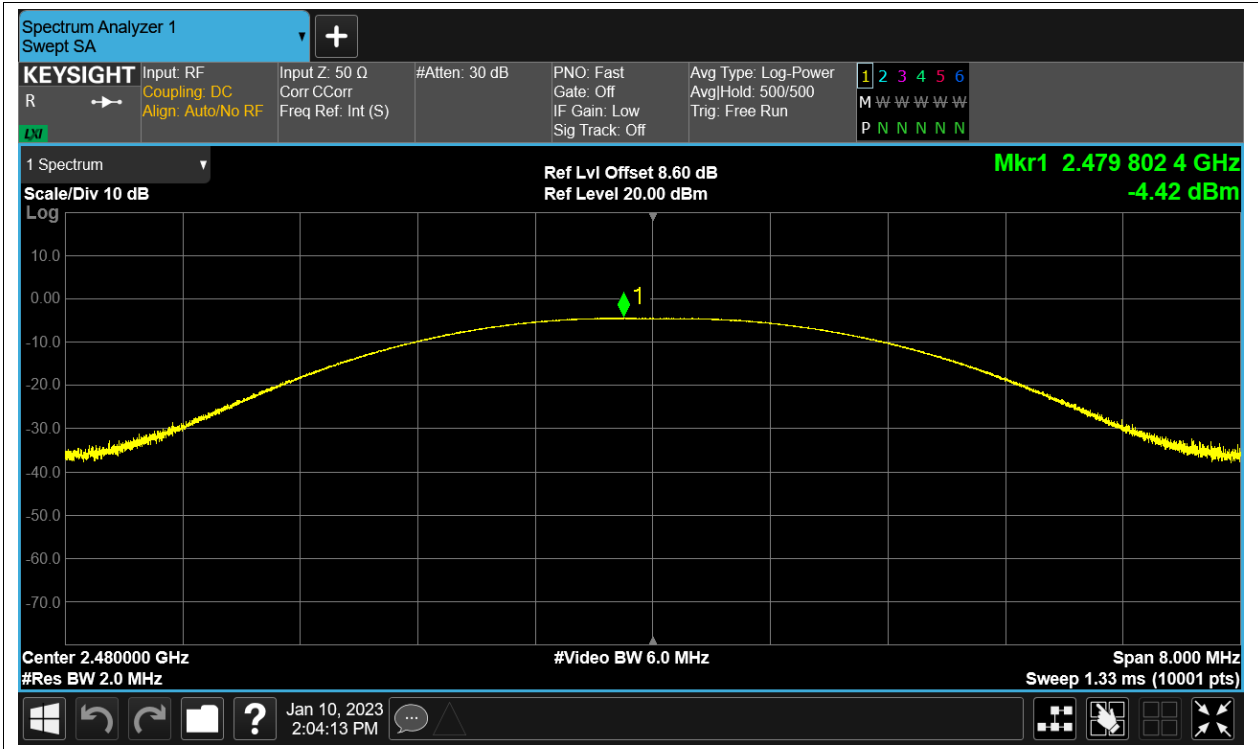 Spectrum Analyzer 1
Swept SA
KEYSIGHT
R
LXI
Input: RF
Coupling: DC
Align: Auto/No RF
Input Z: 50 Ω
Corr CCorr
Freq Ref: Int (S)
#Atten: 30 dB
PNO: Fast
Gate: Off
IF Gain: Low
Sig Track: Off
Avg Type: Log-Power
Avg|Hold: 500/500
Trig: Free Run
1 2 3 4 5 6
M W W W W W W
P N N N N N N
1 Spectrum
Scale/Div 10 dB
Ref Lvl Offset 8.60 dB
Ref Level 20.00 dBm
Mkr1 2.479 802 4 GHz
-4.42 dBm
Log
10.0
0.00
1
-10.0
-20.0
-30.0
-40.0
-50.0
-60.0
-70.0
Center 2.480000 GHz
#Video BW 6.0 MHz
Span 8.000 MHz
#Res BW 2.0 MHz
Sweep 1.33 ms (10001 pts)
?
Jan 10, 2023
2:04:13 PM